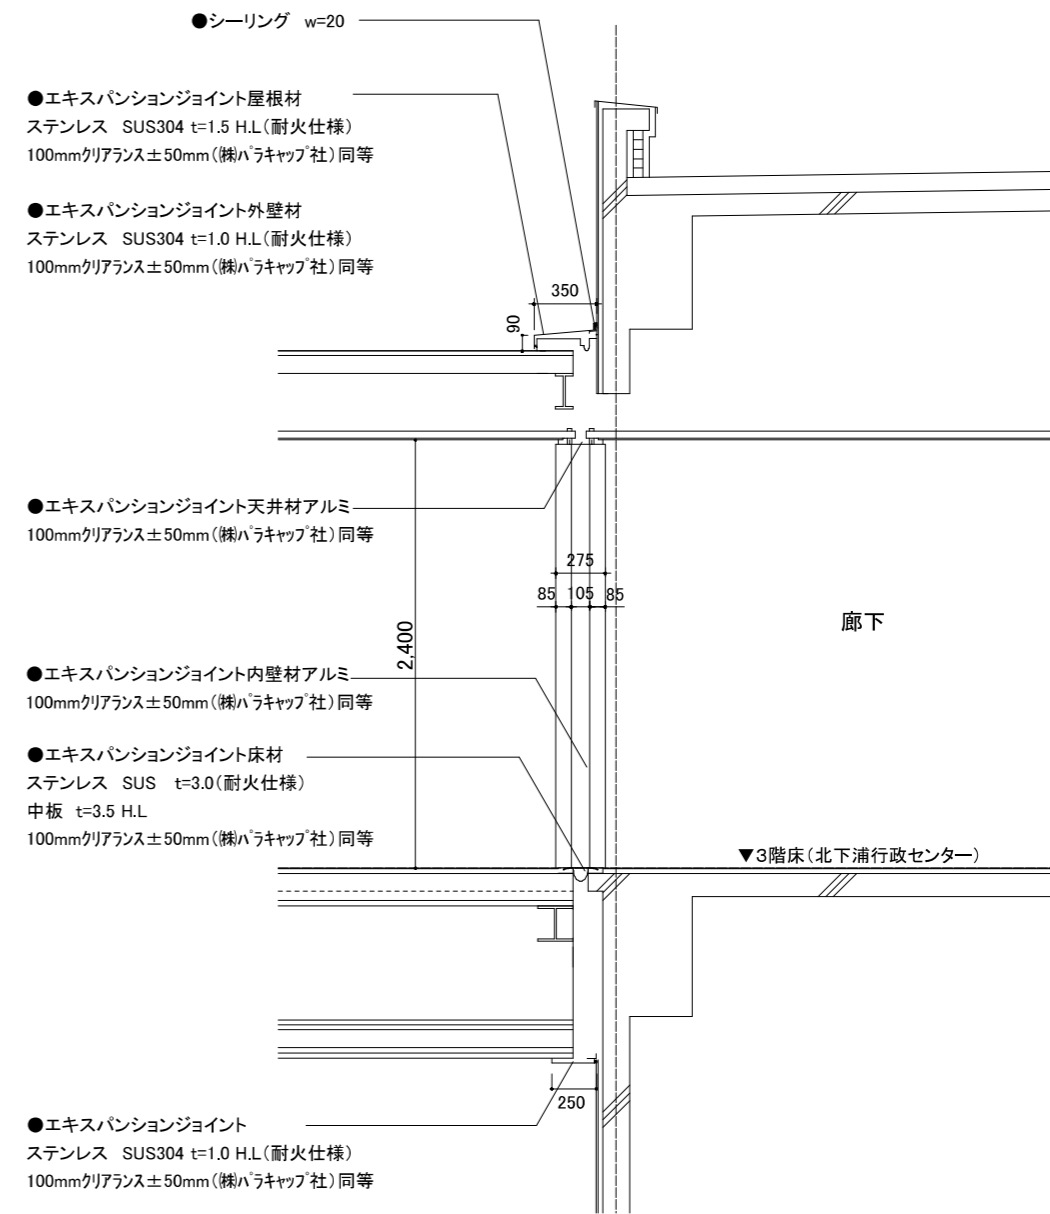 ●シーリング w=20
●エキスパンションジョイント屋根材
ステンレス SUS304 t=1.5 H.L(耐火仕様)
100mmクリアランス±50mm(㈱パラキャップ社)同等
●エキスパンションジョイント外壁材
ステンレス SUS304 t=1.0 H.L(耐火仕様)
100mmクリアランス±50mm(㈱パラキャップ社)同等
350
90
●エキスパンションジョイント天井材アルミ
100mmクリアランス±50mm(㈱パラキャップ社)同等
275
85 105 85
2,400
廊下
●エキスパンションジョイント内壁材アルミ
100mmクリアランス±50mm(㈱パラキャップ社)同等
●エキスパンションジョイント床材
ステンレス SUS t=3.0(耐火仕様)
中板 t=3.5 H.L
100mmクリアランス±50mm(㈱パラキャップ社)同等
▼3階床(北下浦行政センター)
250
●エキスパンションジョイント
ステンレス SUS304 t=1.0 H.L(耐火仕様)
100mmクリアランス±50mm(㈱パラキャップ社)同等